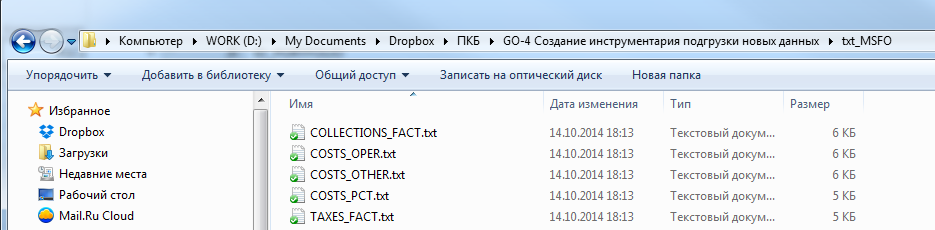 Компьютер ▸ WORK (D:) ▸ My Documents ▸ Dropbox ▸ ПКБ ▸ GO-4 Создание инструментария подгрузки новых данных ▸ txt_MSFO
Упорядочить Добавить в библиотеку Общий доступ Записать на оптический диск Новая папка
Избранное
Dropbox
Загрузки
Недавние места
Рабочий стол
Mail.Ru Cloud
Имя Дата изменения Тип Размер
COLLECTIONS_FACT.txt 14.10.2014 18:13 Текстовый докум... 6 КБ
COSTS_OPER.txt 14.10.2014 18:13 Текстовый докум... 6 КБ
COSTS_OTHER.txt 14.10.2014 18:13 Текстовый докум... 6 КБ
COSTS_PCT.txt 14.10.2014 18:13 Текстовый докум... 5 КБ
TAXES_FACT.txt 14.10.2014 18:13 Текстовый докум... 5 КБ